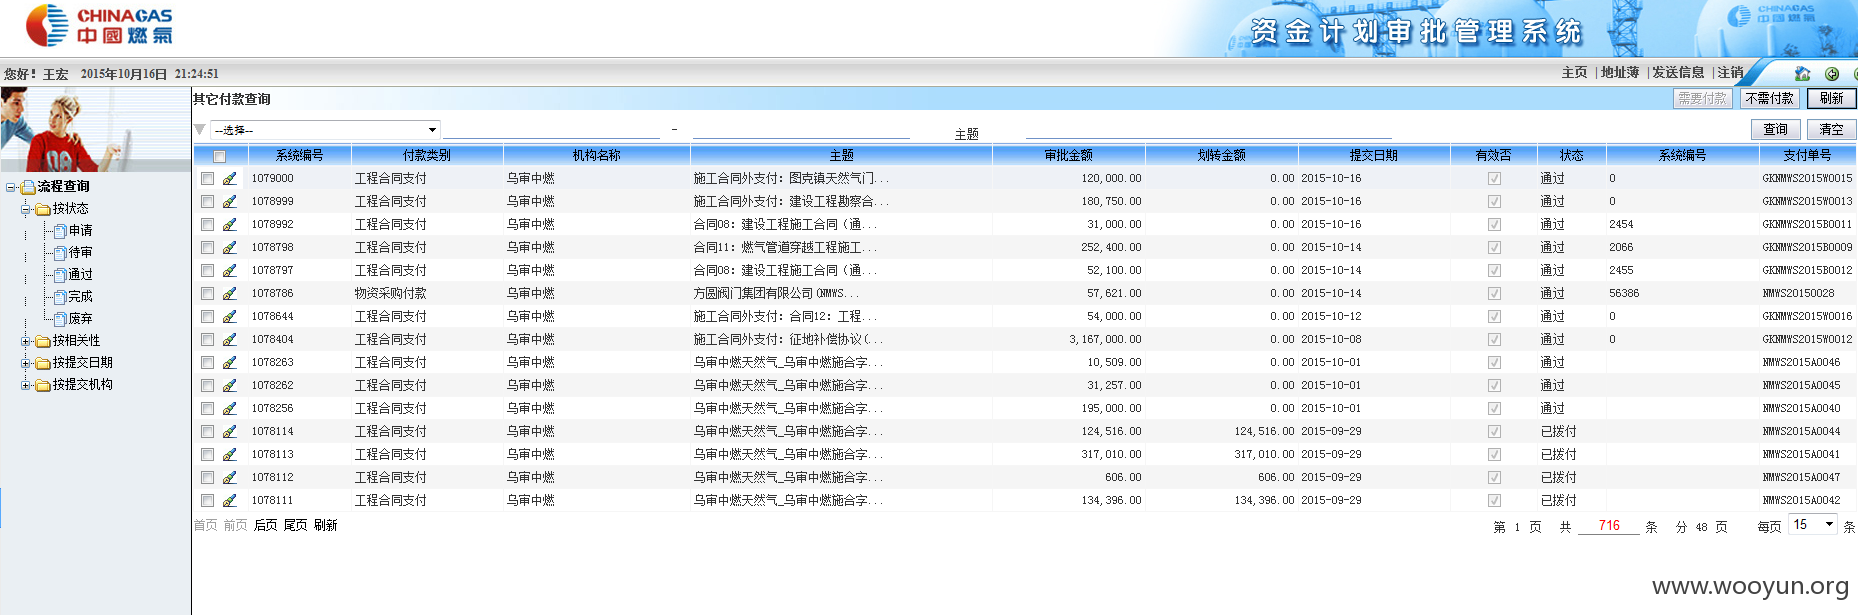 CHINAGAS
中國燃氣
资金计划审批管理系统
CHINAGAS
中国燃氣
您好！王宏 2015年10月16日 21:24:51
主页 |地址薄 |发送信息 |注销
其它付款查询
需要付款 不需付款 刷新
--选择-- - 主题 查询 清空
系统编号 付款类别 机构名称 主题 审批金额 划转金额 提交日期 有效否 状态 系统编号 支付单号
1079000 工程合同支付 乌审中燃 施工合同外支付：图克镇天然气门... 120,000.00 0.00 2015-10-16 通过 0 GKNMWS2015W0015
1078999 工程合同支付 乌审中燃 施工合同外支付：建设工程勘察合... 180,750.00 0.00 2015-10-16 通过 0 GKNMWS2015W0013
1078992 工程合同支付 乌审中燃 合同08：建设工程施工合同（通... 31,000.00 0.00 2015-10-16 通过 2454 GKNMWS2015B0011
1078798 工程合同支付 乌审中燃 合同11：燃气管道穿越工程施工... 252,400.00 0.00 2015-10-14 通过 2066 GKNMWS2015B0009
1078797 工程合同支付 乌审中燃 合同08：建设工程施工合同（通... 52,100.00 0.00 2015-10-14 通过 2455 GKNMWS2015B0012
1078786 物资采购付款 乌审中燃 方圆阀门集团有限公司(NMWS... 57,621.00 0.00 2015-10-14 通过 56386 NMWS20150028
1078644 工程合同支付 乌审中燃 施工合同外支付：合同12：工程... 54,000.00 0.00 2015-10-12 通过 0 GKNMWS2015W0016
1078404 工程合同支付 乌审中燃 施工合同外支付：征地补偿协议(... 3,167,000.00 0.00 2015-10-08 通过 0 GKNMWS2015W0012
1078263 工程合同支付 乌审中燃 乌审中燃天然气_乌审中燃施合字... 10,509.00 0.00 2015-10-01 通过 NMWS2015A0046
1078262 工程合同支付 乌审中燃 乌审中燃天然气_乌审中燃施合字... 31,257.00 0.00 2015-10-01 通过 NMWS2015A0045
1078256 工程合同支付 乌审中燃 乌审中燃天然气_乌审中燃施合字... 195,000.00 0.00 2015-10-01 通过 NMWS2015A0040
1078114 工程合同支付 乌审中燃 乌审中燃天然气_乌审中燃施合字... 124,516.00 124,516.00 2015-09-29 已拨付 NMWS2015A0044
1078113 工程合同支付 乌审中燃 乌审中燃天然气_乌审中燃施合字... 317,010.00 317,010.00 2015-09-29 已拨付 NMWS2015A0041
1078112 工程合同支付 乌审中燃 乌审中燃天然气_乌审中燃施合字... 606.00 606.00 2015-09-29 已拨付 NMWS2015A0047
1078111 工程合同支付 乌审中燃 乌审中燃天然气_乌审中燃施合字... 134,396.00 134,396.00 2015-09-29 已拨付 NMWS2015A0042
首页 前页 后页 尾页 刷新
第 1 页 共 716 条 分 48 页 每页 15 条
流程查询
按状态
申请
待审
通过
完成
废弃
按相关性
按提交日期
按提交机构
www.wooyun.org